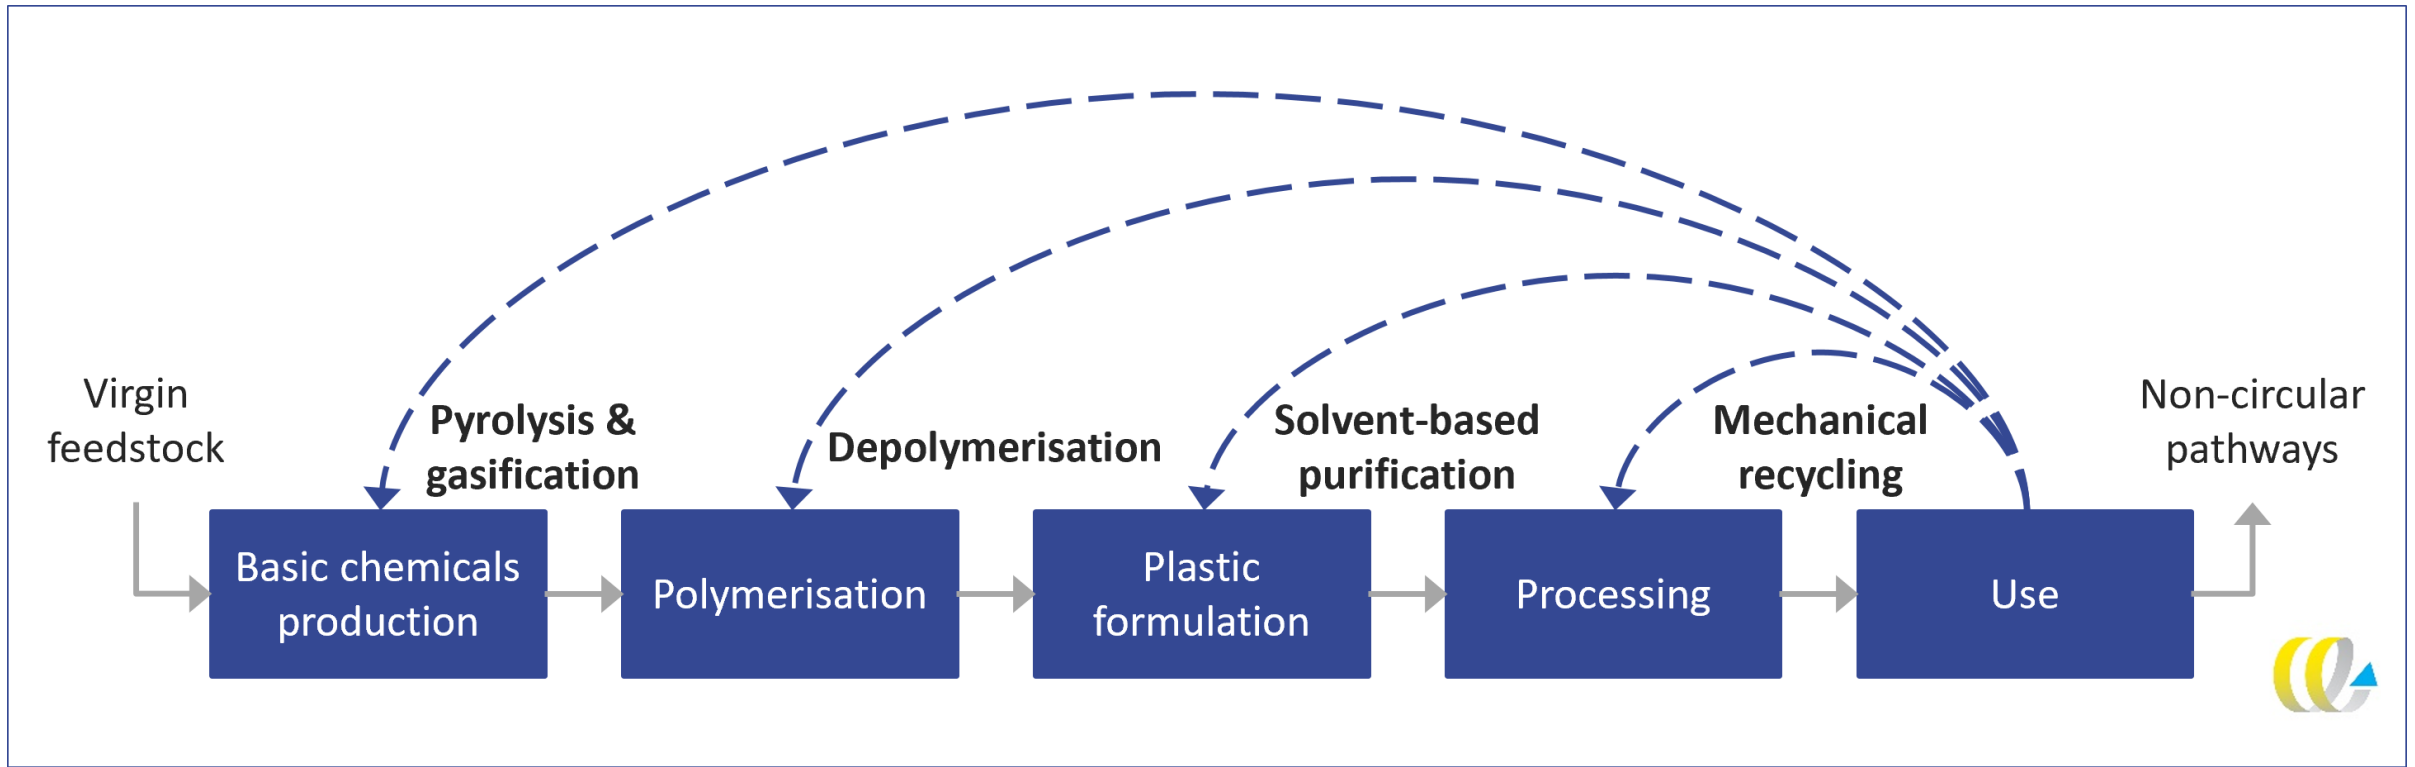 Virgin
feedstock
Pyrolysis &
gasification
Depolymerisation
Solvent-based
purification
Mechanical
recycling
Non-circular
pathways
Basic chemicals
production
Polymerisation
Plastic
formulation
Processing
Use